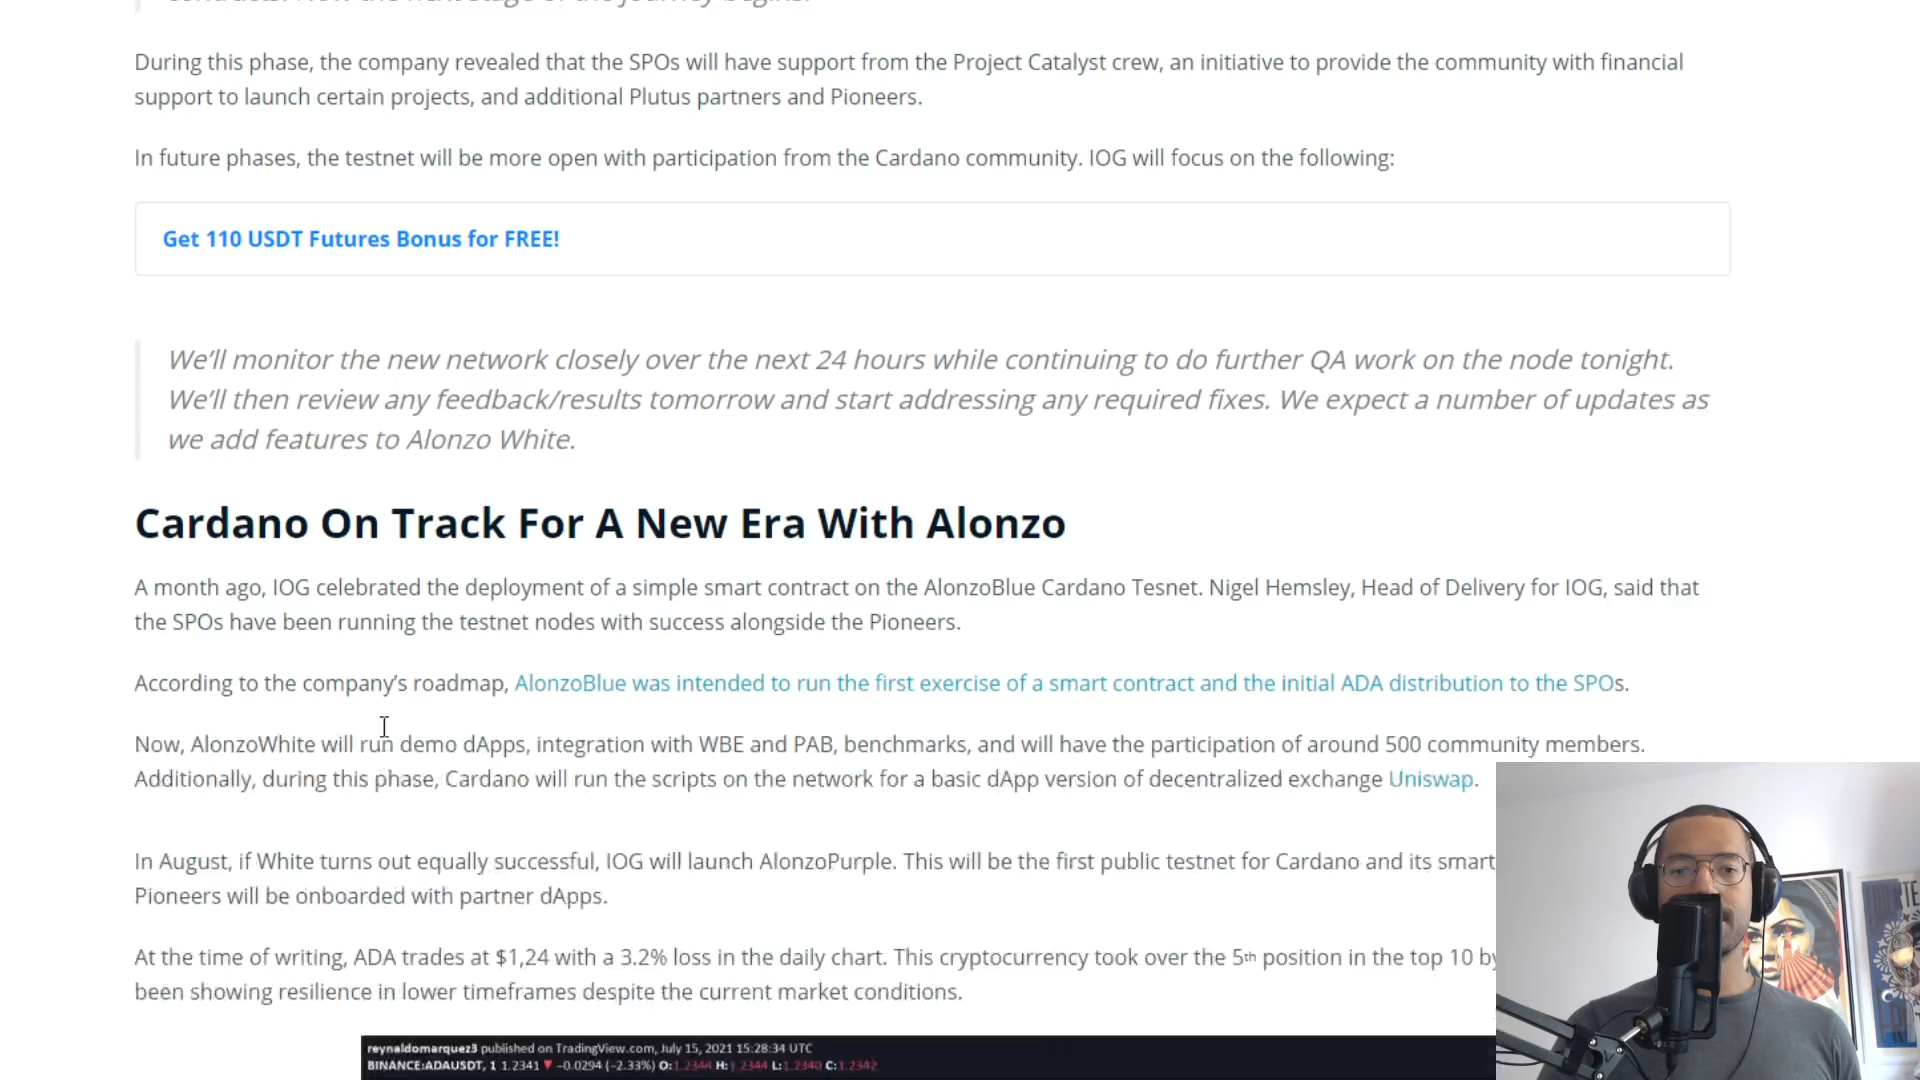 During this phase, the company revealed that the SPOs will have support from the Project Catalyst crew, an initiative to provide the community with financial
support to launch certain projects, and additional Plutus partners and Pioneers.
In future phases, the testnet will be more open with participation from the Cardano community. IOG will focus on the following:
Get 110 USDT Futures Bonus for FREE!
We’ll monitor the new network closely over the next 24 hours while continuing to do further QA work on the node tonight.
We’ll then review any feedback/results tomorrow and start addressing any required fixes. We expect a number of updates as
we add features to Alonzo White.
Cardano On Track For A New Era With Alonzo
A month ago, IOG celebrated the deployment of a simple smart contract on the AlonzoBlue Cardano Tesnet. Nigel Hemsley, Head of Delivery for IOG, said that
the SPOs have been running the testnet nodes with success alongside the Pioneers.
According to the company’s roadmap, AlonzoBlue was intended to run the first exercise of a smart contract and the initial ADA distribution to the SPOs.
Now, AlonzoWhite will run demo dApps, integration with WBE and PAB, benchmarks, and will have the participation of around 500 community members.
Additionally, during this phase, Cardano will run the scripts on the network for a basic dApp version of decentralized exchange Uniswap.
In August, if White turns out equally successful, IOG will launch AlonzoPurple. This will be the first public testnet for Cardano and its smart
Pioneers will be onboarded with partner dApps.
At the time of writing, ADA trades at $1,24 with a 3.2% loss in the daily chart. This cryptocurrency took over the 5th position in the top 10 by
been showing resilience in lower timeframes despite the current market conditions.
reynaldomarquez3 published on TradingView.com, July 15, 2021 15:28:34 UTC
BINANCE:ADAUSDT, 1 1.2341 ▼ −0.0294 (−2.33%) O:1.2344 H:1.2344 L:1.2340 C:1.2342